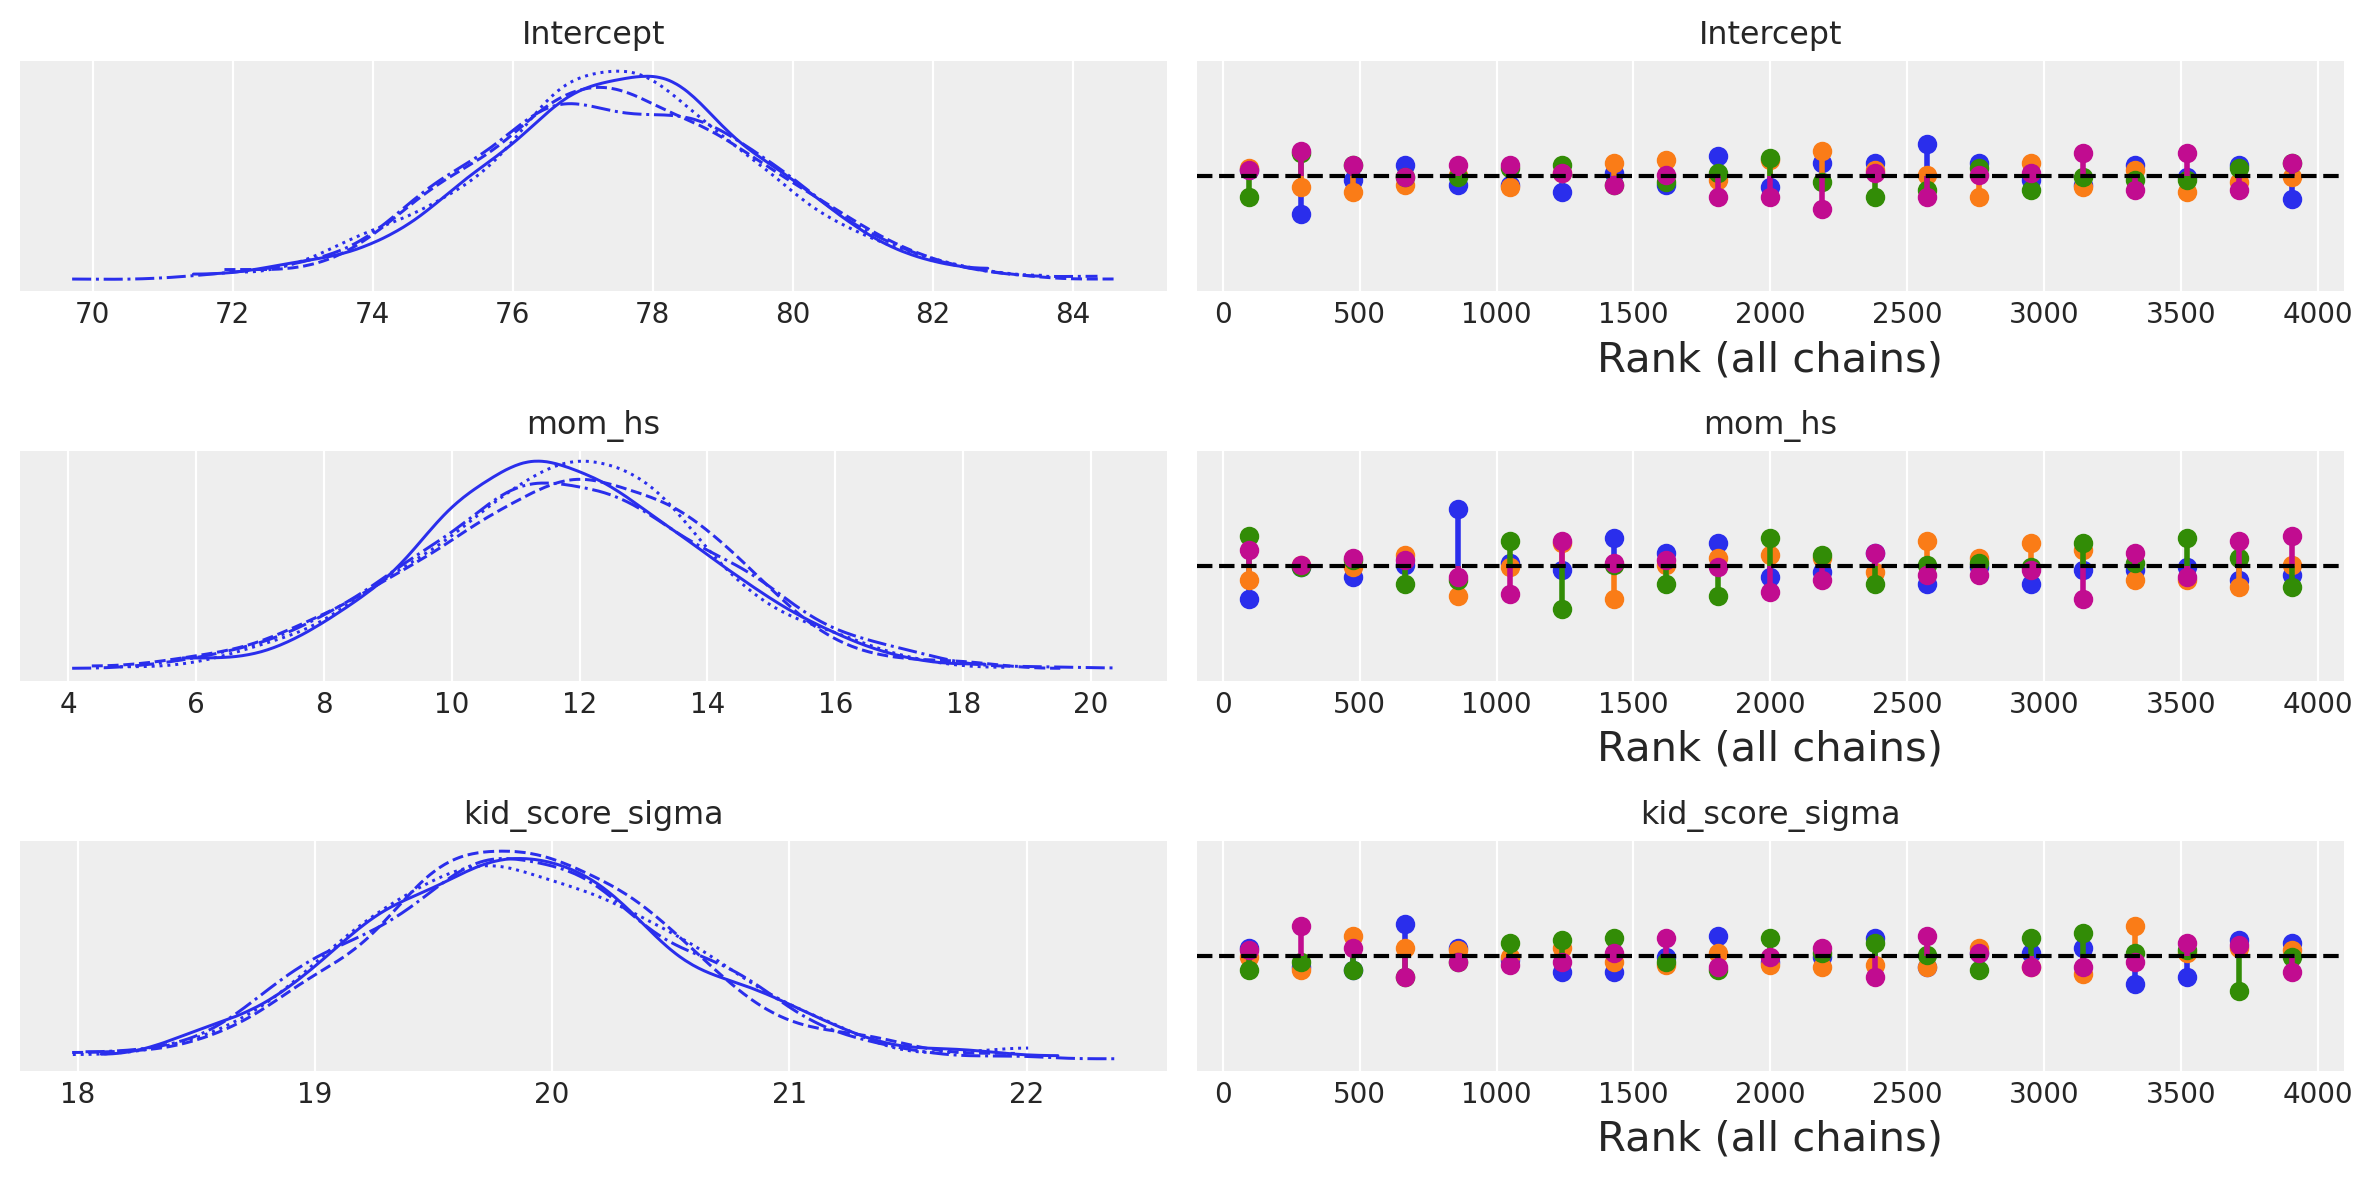 Intercept Intercept
70 72 74 76 78 80 82 84 0 500 1000 1500 2000 2500 3000 3500 4000
Rank (all chains)
mom_hs mom_hs
4 6 8 10 12 14 16 18 20 0 500 1000 1500 2000 2500 3000 3500 4000
Rank (all chains)
kid_score_sigma kid_score_sigma
18 19 20 21 22 0 500 1000 1500 2000 2500 3000 3500 4000
Rank (all chains)